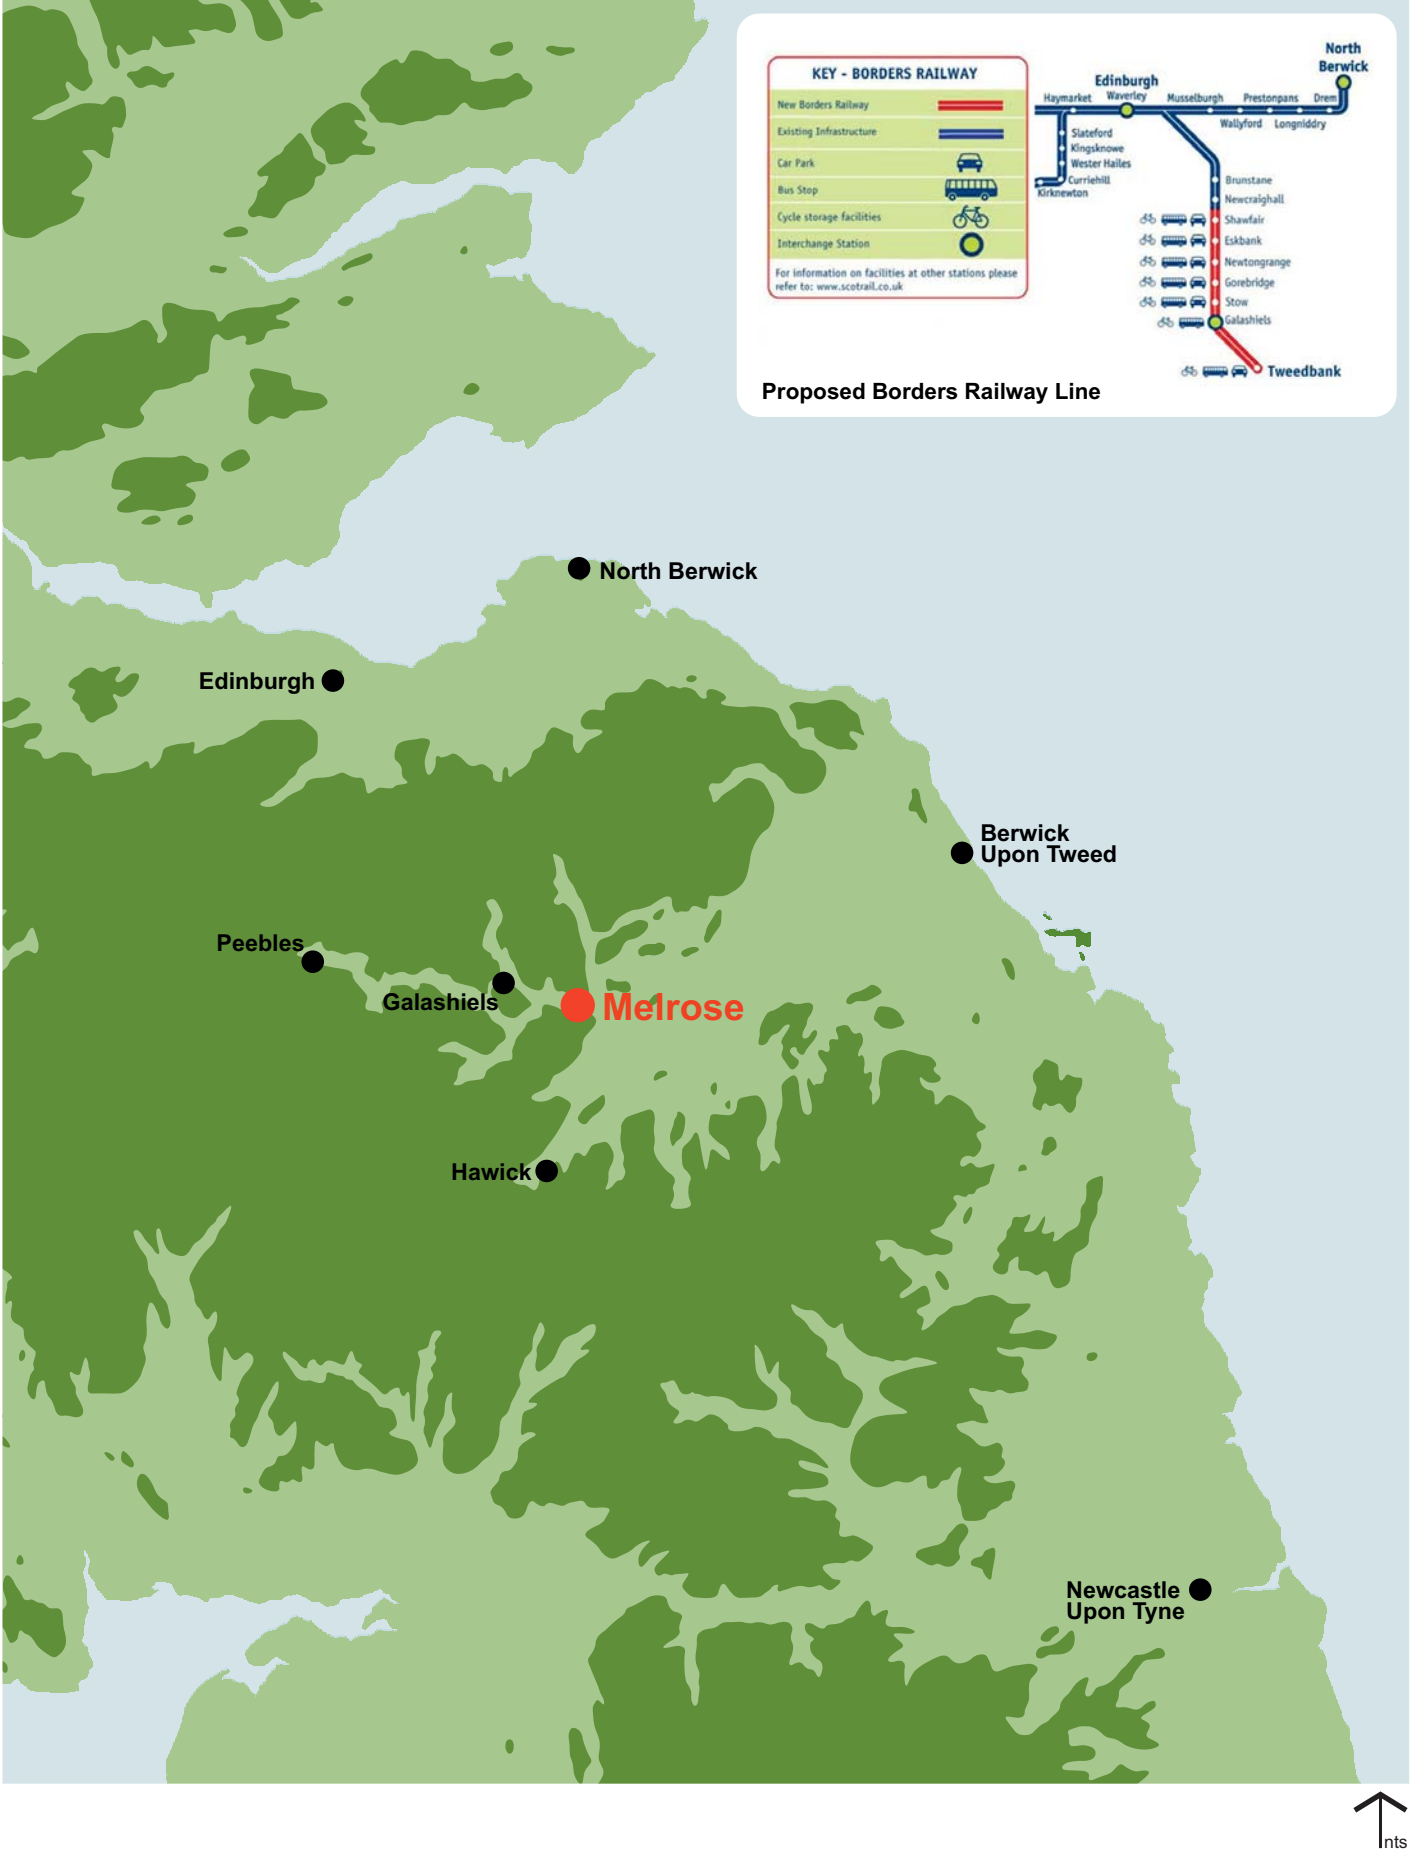 KEY - BORDERS RAILWAY
New Borders Railway
Existing Infrastructure
Car Park
Bus Stop
Cycle storage facilities
Interchange Station
For information on facilities at other stations please
refer to: www.scotrail.co.uk
North
Berwick
Edinburgh
Haymarket
Waverley
Musselburgh
Prestonpans
Drem
Wallyford
Longniddry
Slateford
Kingsknowe
Wester Hailes
Curriehill
Kirknewton
Brunstane
Newcraighall
Shawfair
Eskbank
Newtongrange
Gorebridge
Stow
Galashiels
Tweedbank
Proposed Borders Railway Line
North Berwick
Edinburgh
Berwick
Upon Tweed
Peebles
Galashiels
Melrose
Hawick
Newcastle
Upon Tyne
nts